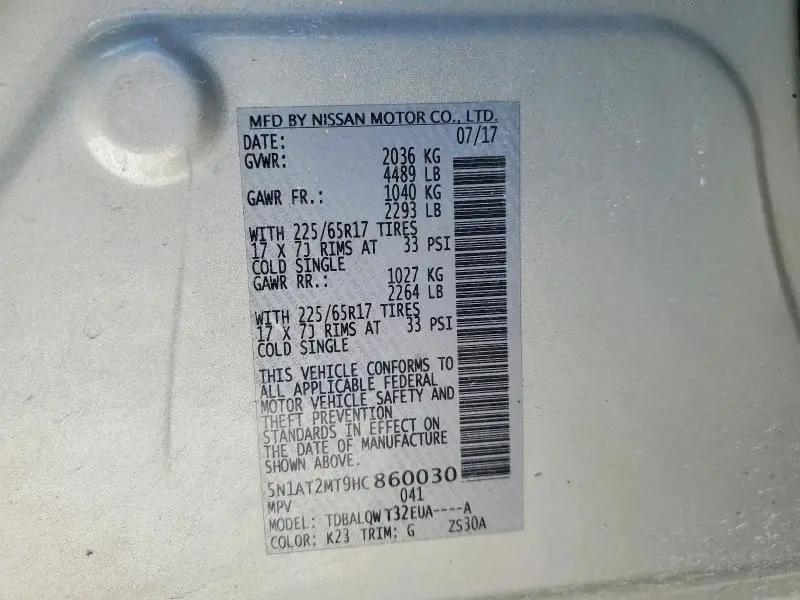 MFD BY NISSAN MOTOR CO., LTD.
DATE: 07/17
GVWR: 2036 KG
4489 LB
GAWR FR.: 1040 KG
2293 LB
WITH 225/65R17 TIRES
17 X 7J RIMS AT 33 PSI
COLD SINGLE
GAWR RR.: 1027 KG
2264 LB
WITH 225/65R17 TIRES
17 X 7J RIMS AT 33 PSI
COLD SINGLE
THIS VEHICLE CONFORMS TO
ALL APPLICABLE FEDERAL
MOTOR VEHICLE SAFETY AND
THEFT PREVENTION
STANDARDS IN EFFECT ON
THE DATE OF MANUFACTURE
SHOWN ABOVE.
5N1AT2MT9HC860030
MPV 041
MODEL: TDBALQWT32EUA----A
COLOR: K23 TRIM: G ZS30A